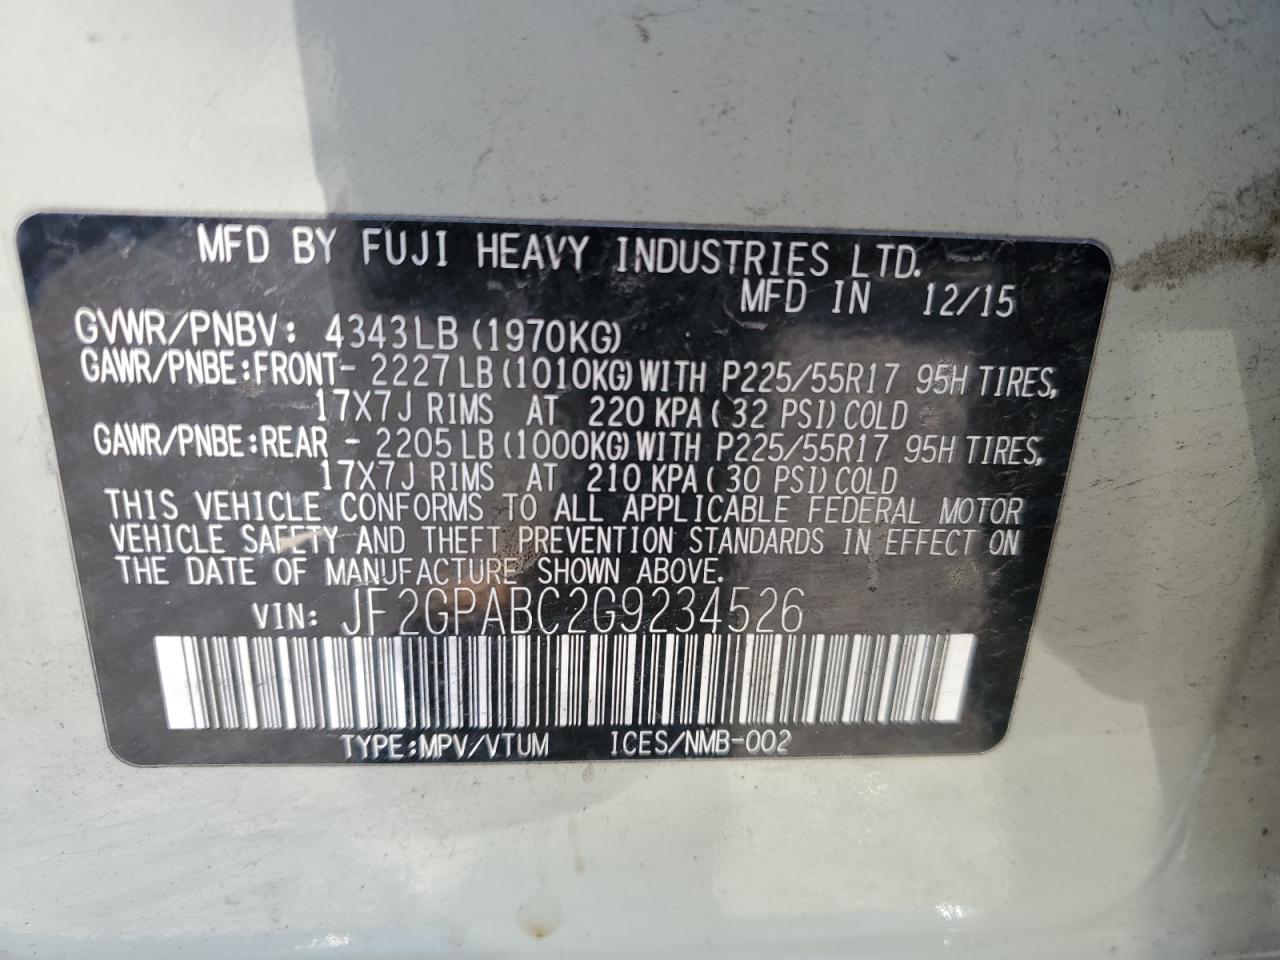 MFD BY FUJI HEAVY INDUSTRIES LTD.
MFD IN 12/15
GVWR/PNBV: 4343LB (1970KG)
GAWR/PNBE:FRONT- 2227LB (1010KG) WITH P225/55R17 95H TIRES,
17X7J RIMS AT 220 KPA ( 32 PSI) COLD
GAWR/PNBE:REAR - 2205LB (1000KG) WITH P225/55R17 95H TIRES,
17X7J RIMS AT 210 KPA ( 30 PSI) COLD
THIS VEHICLE CONFORMS TO ALL APPLICABLE FEDERAL MOTOR
VEHICLE SAFETY AND THEFT PREVENTION STANDARDS IN EFFECT ON
THE DATE OF MANUFACTURE SHOWN ABOVE.
VIN: JF2GPABC2G9234526
TYPE:MPV/VTUM ICES/NMB-002